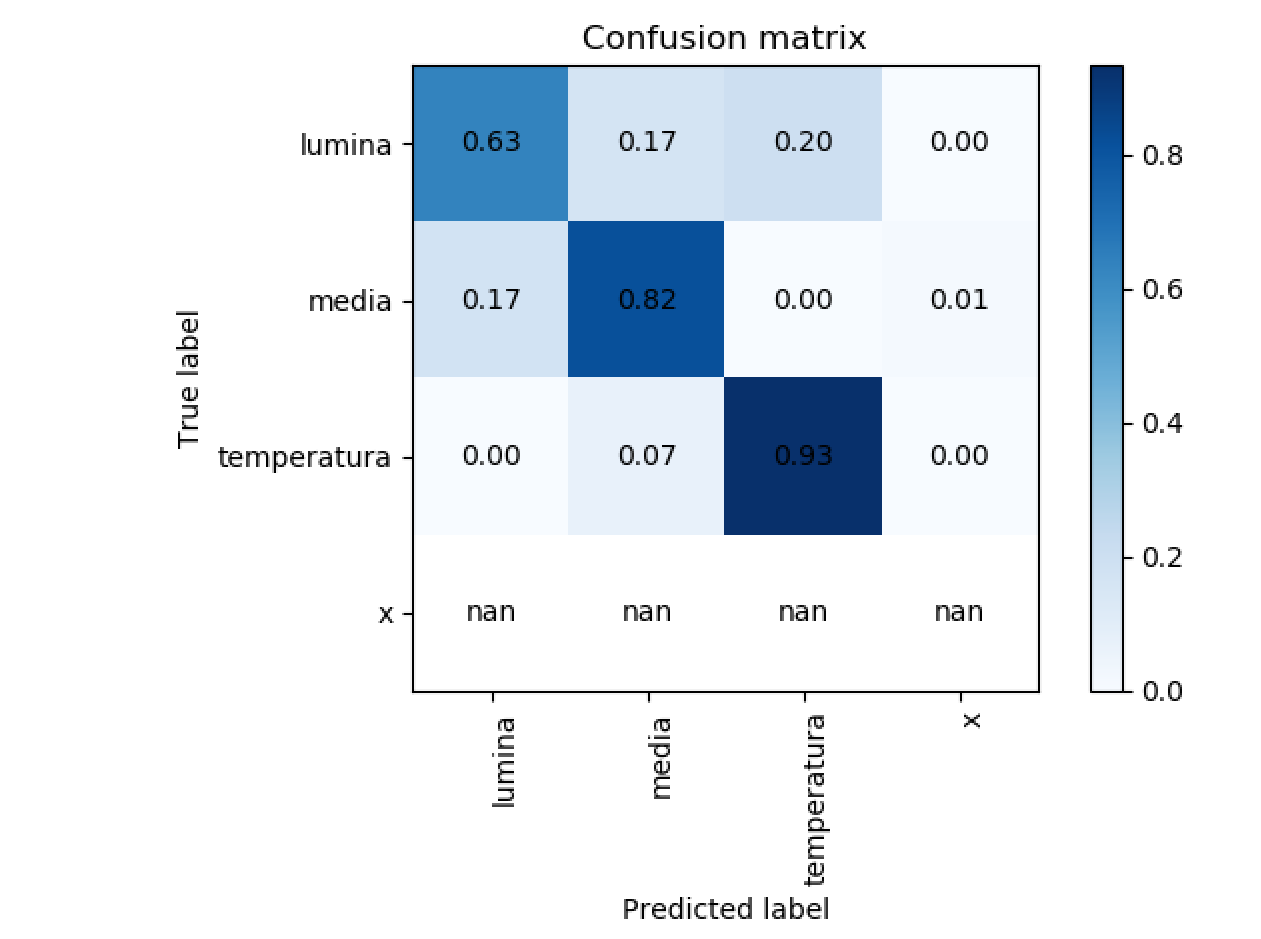 Confusion matrix
True label
lumina 0.63 0.17 0.20 0.00
media 0.17 0.82 0.00 0.01
temperatura 0.00 0.07 0.93 0.00
x nan nan nan nan
lumina media temperatura x
Predicted label
0.8
0.6
0.4
0.2
0.0